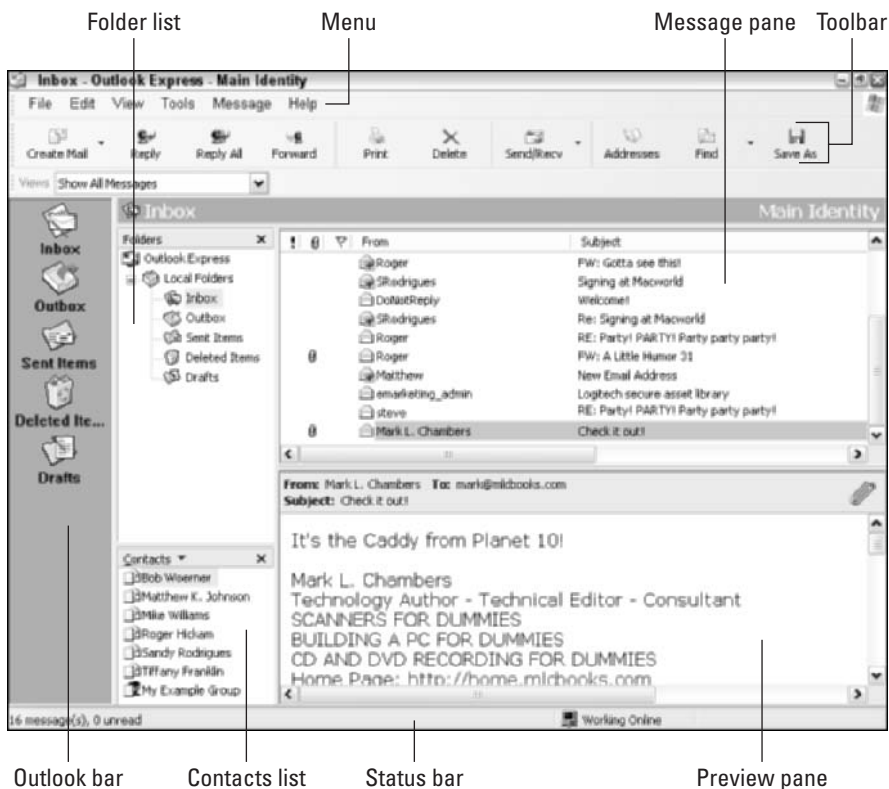 Folder list Menu Message pane Toolbar
Inbox - Outlook Express - Main Identity
File Edit View Tools Message Help
Create Mail Reply Reply All Forward Print Delete Send/Recv Addresses Find Save As
Views Show All Messages
Inbox Main Identity
Inbox
Outbox
Sent Items
Deleted Ite...
Drafts
Folders
Outlook Express
Local Folders
Inbox
Outbox
Sent Items
Deleted Items
Drafts
! From Subject
Roger FW: Gotta see this!
SRodrigues Signing at Macworld
DoNotReply Welcome!
SRodrigues Re: Signing at Macworld
Roger RE: Party! PARTY! Party party party!
Roger FW: A Little Humor 31
Matthew New Email Address
emarketing_admin Logitech secure asset library
steve RE: Party! PARTY! Party party party!
Mark L. Chambers Check it out!
From: Mark L. Chambers To: mark@mlcbooks.com
Subject: Check it out!
It's the Caddy from Planet 10!
Mark L. Chambers
Technology Author - Technical Editor - Consultant
SCANNERS FOR DUMMIES
BUILDING A PC FOR DUMMIES
CD AND DVD RECORDING FOR DUMMIES
Home Page: http://home.mlcbooks.com
Contacts
Bob Woerner
Matthew K. Johnson
Mike Williams
Roger Hickam
Sandy Rodrigues
Tiffany Franklin
My Example Group
16 message(s), 0 unread Working Online
Outlook bar Contacts list Status bar Preview pane